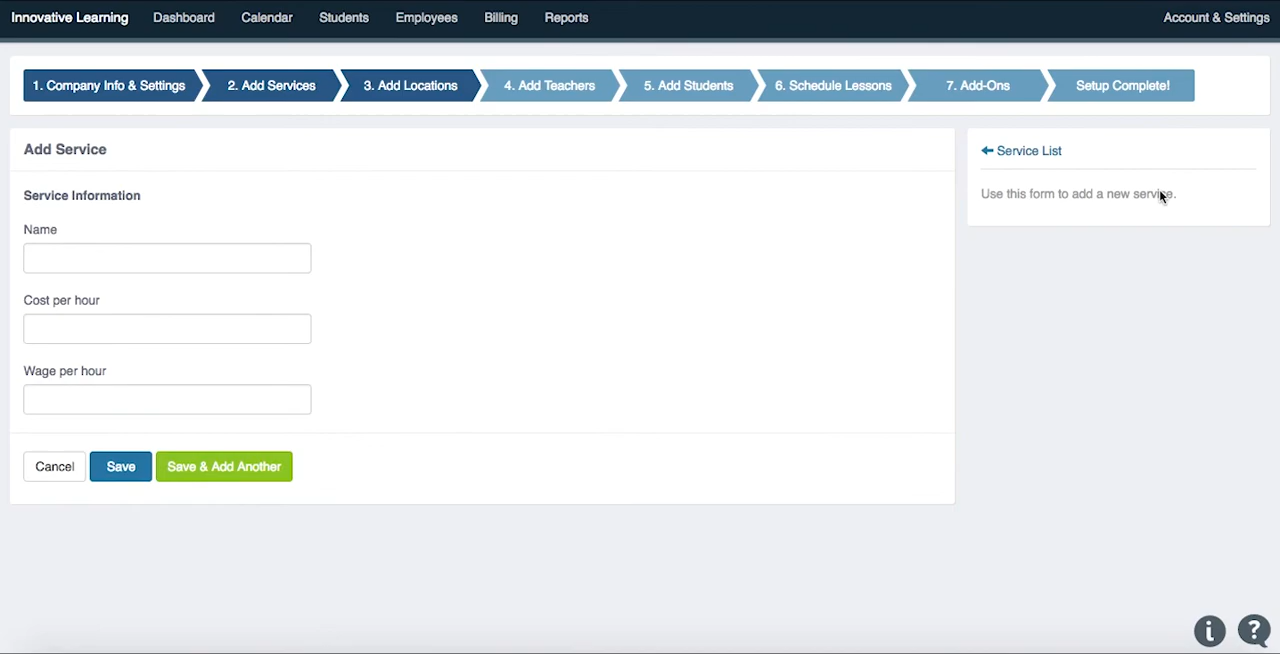 Innovative Learning Dashboard Calendar Students Employees Billing Reports Account & Settings
1. Company Info & Settings 2. Add Services 3. Add Locations 4. Add Teachers 5. Add Students 6. Schedule Lessons 7. Add-Ons Setup Complete!
Add Service
Service List
Service Information
Use this form to add a new service.
Name
Cost per hour
Wage per hour
Cancel Save Save & Add Another